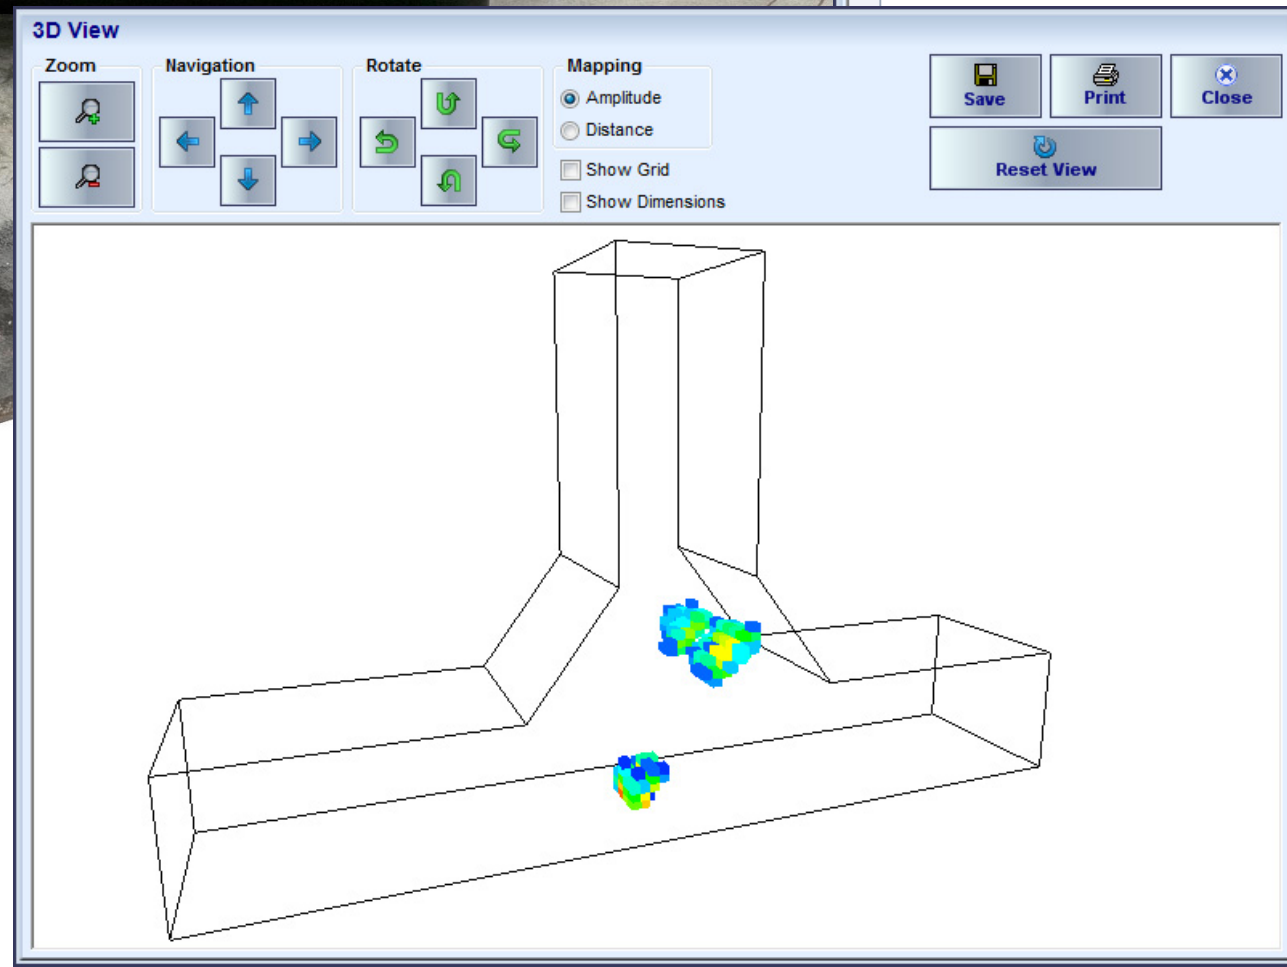 3D View
Zoom
Navigation
Rotate
Mapping
Amplitude
Distance
Show Grid
Show Dimensions
Save
Print
Close
Reset View